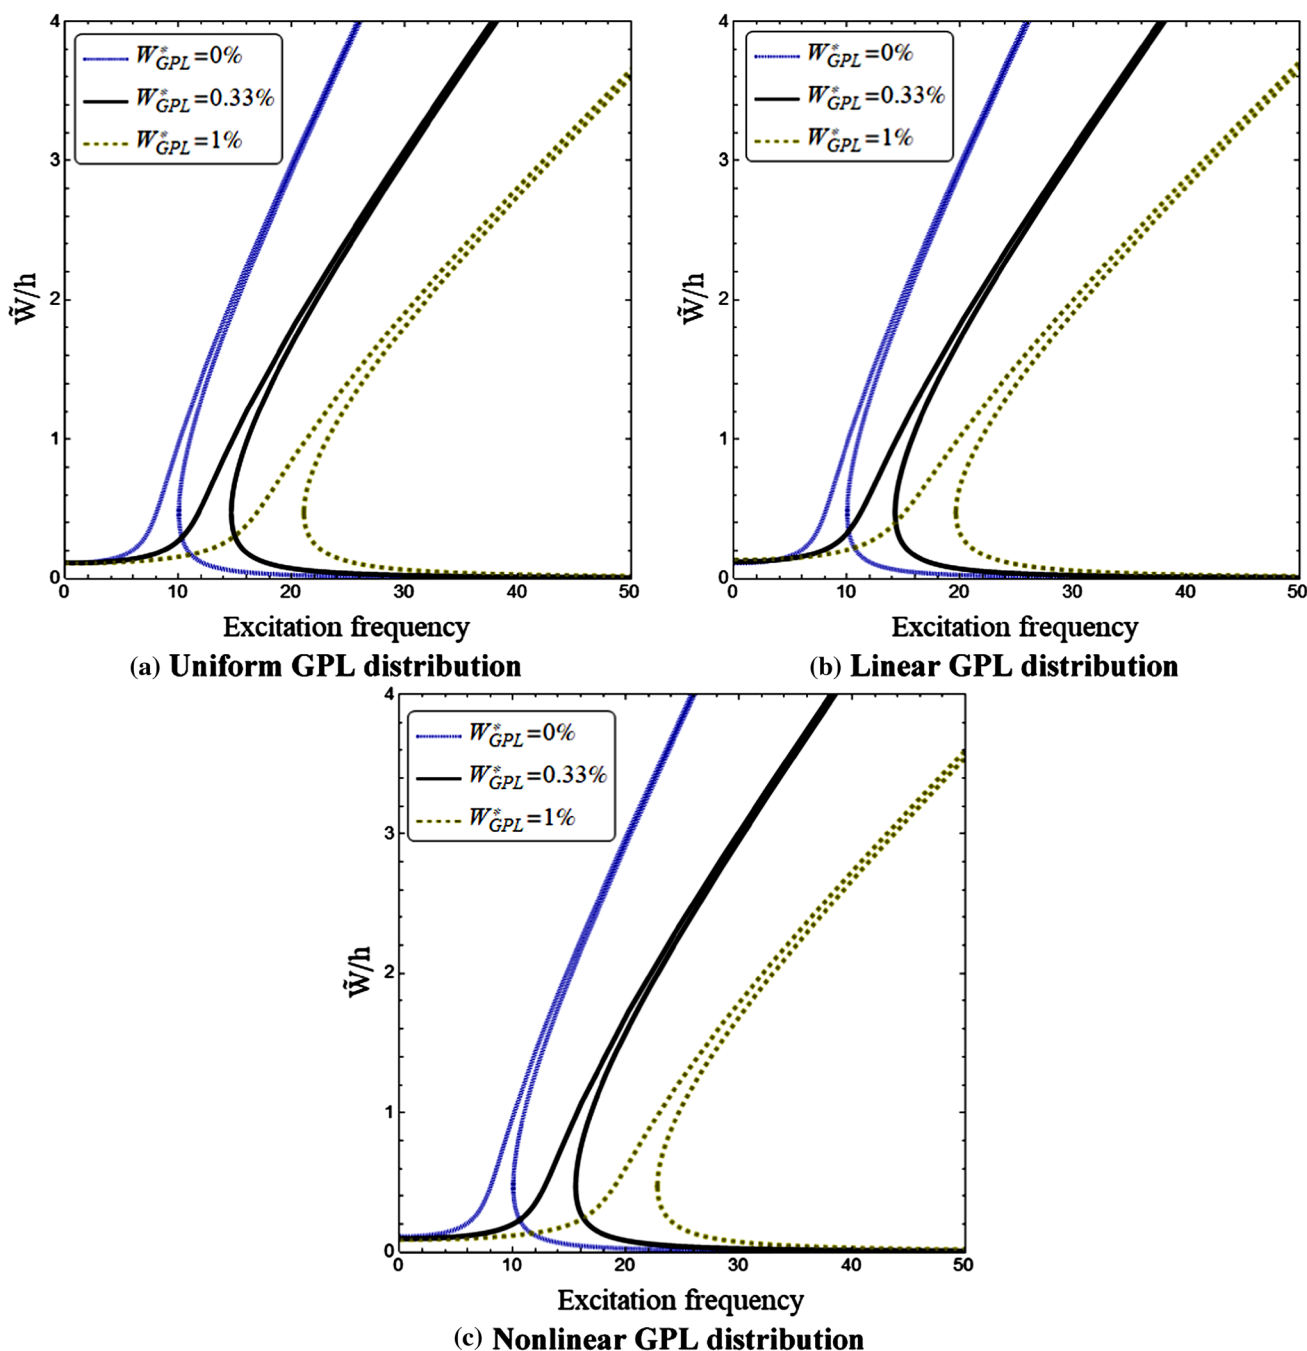 4
3
2
1
0
W̃/h
W*GPL=0%
W*GPL=0.33%
W*GPL=1%
0 10 20 30 40 50
Excitation frequency
(a) Uniform GPL distribution
4
3
2
1
0
W̃/h
W*GPL=0%
W*GPL=0.33%
W*GPL=1%
0 10 20 30 40 50
Excitation frequency
(b) Linear GPL distribution
4
3
2
1
0
W̃/h
W*GPL=0%
W*GPL=0.33%
W*GPL=1%
0 10 20 30 40 50
Excitation frequency
(c) Nonlinear GPL distribution